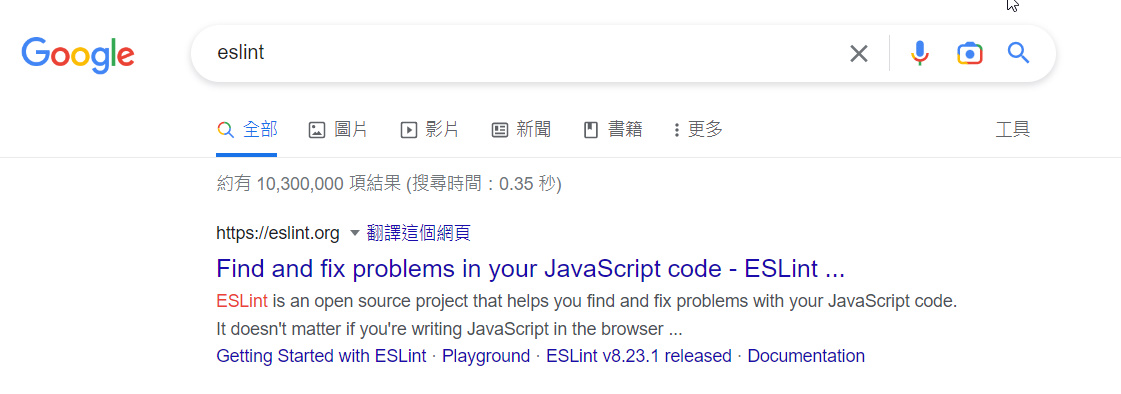 Google
eslint
全部 圖片 影片 新聞 書籍 更多 工具
約有 10,300,000 項結果 (搜尋時間：0.35 秒)
https://eslint.org 翻譯這個網頁
Find and fix problems in your JavaScript code - ESLint ...
ESLint is an open source project that helps you find and fix problems with your JavaScript code.
It doesn't matter if you're writing JavaScript in the browser ...
Getting Started with ESLint · Playground · ESLint v8.23.1 released · Documentation